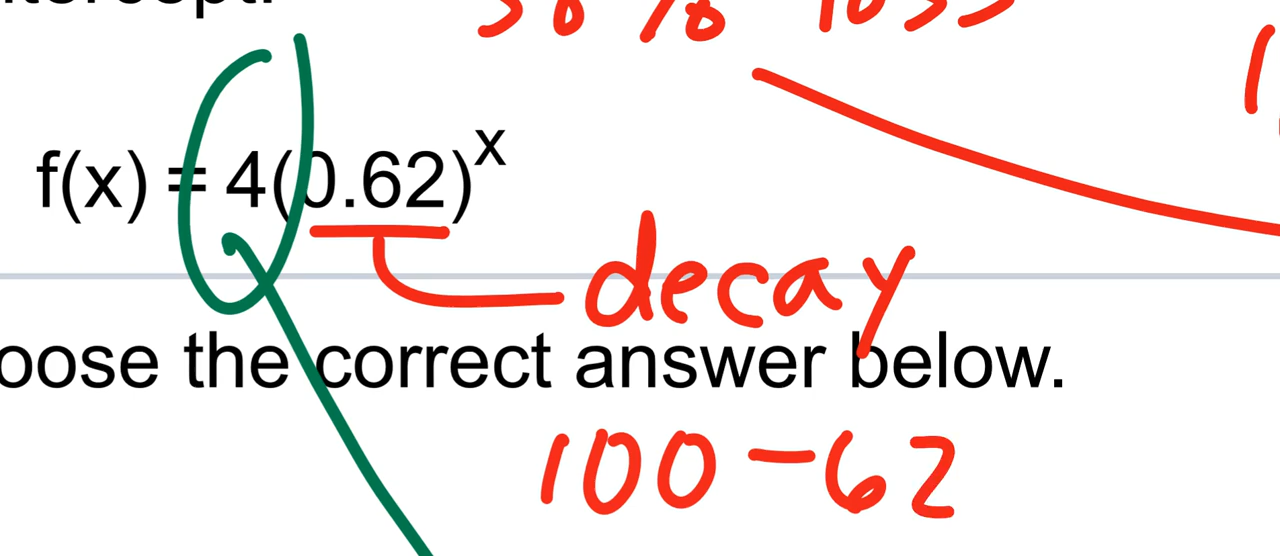 f(x) = 4(0.62)^x
decay
oose the correct answer below.
100-62